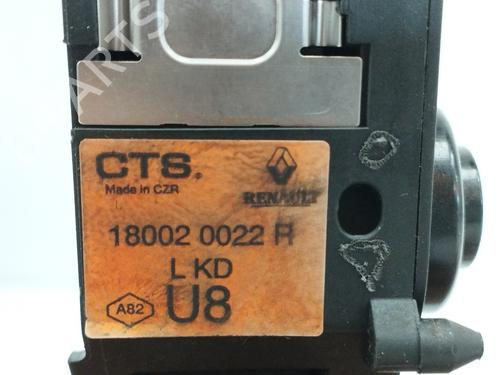 CTS®
Made in CZR
RENAULT
18002 0022 R
L KD
A82
U8